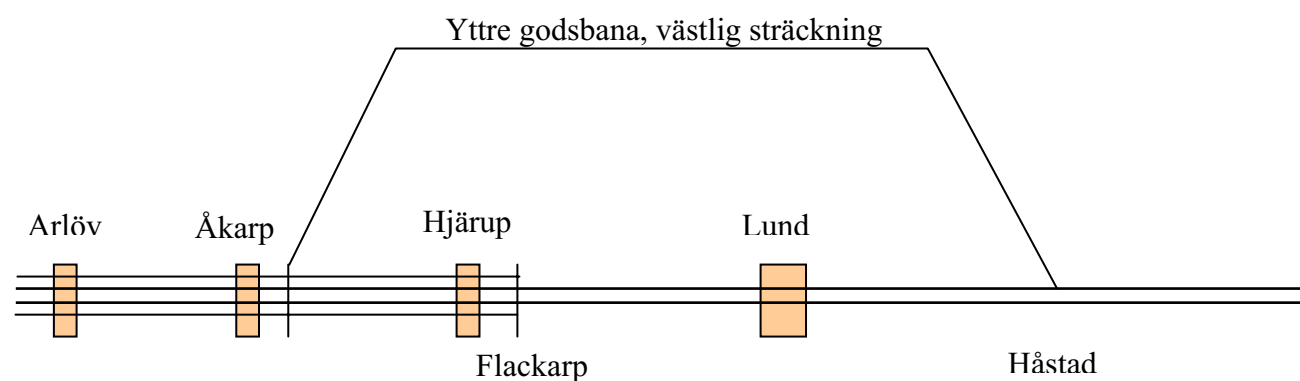 Yttre godsbana, västlig sträckning
Arlöv
Åkarp
Hjärup
Lund
Flackarp
Håstad